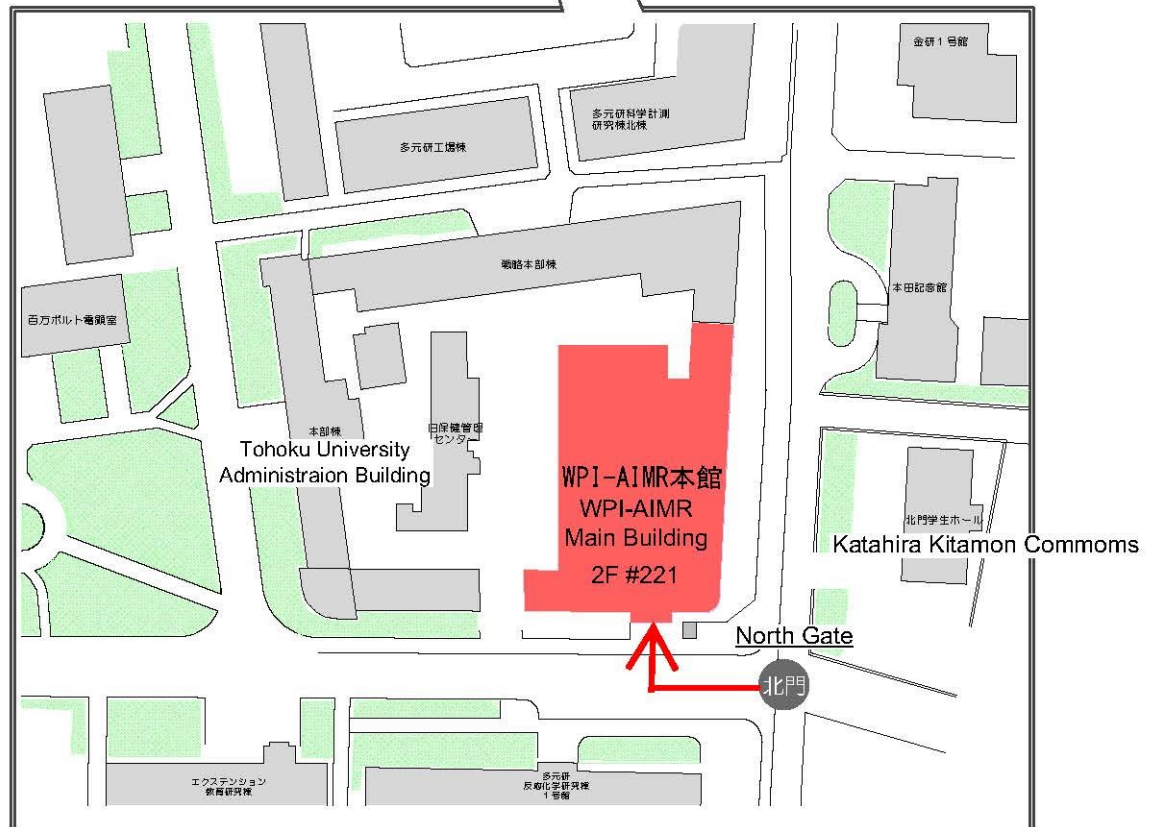 金研1号館
多元研科学計測
研究棟北棟
多元研工場棟
戦略本部棟
本田記念館
百万ボルト電顕室
本部棟
旧保健管理
センター
Tohoku University
Administraion Building
WPI-AIMR本館
WPI-AIMR
Main Building
2F #221
北門学生ホール
Katahira Kitamon Commoms
North Gate
北門
エクステンション
教育研究棟
多元研
反応化学研究棟
1号館